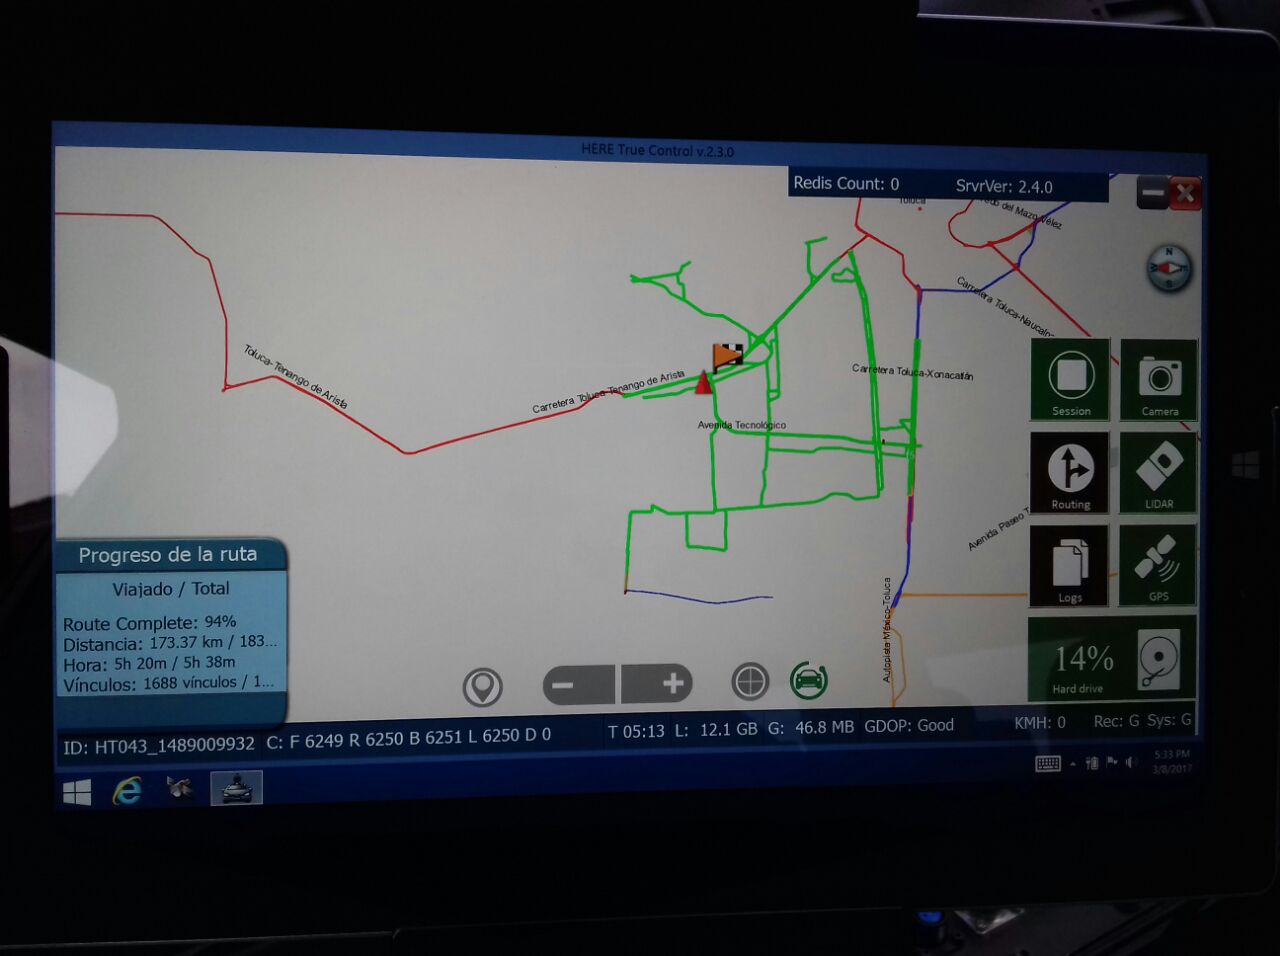 HERE True Control v.2.3.0
Redis Count: 0 SrvrVer: 2.4.0
Toluca
del Mazo Vélez
N
S
Carretera Toluca-Naucalpa
Toluca-Tenango de Arista
Carretera Toluca-Tenango de Arista
Carretera Toluca-Xonacatlán
Avenida Tecnológico
Avenida Paseo T
Autopista México-Toluca
Session
Camera
Routing
LIDAR
Logs
GPS
14%
Hard drive
Progreso de la ruta
Viajado / Total
Route Complete: 94%
Distancia: 173.37 km / 183...
Hora: 5h 20m / 5h 38m
Vínculos: 1688 vínculos / 1...
ID: HT043_1489009932 C: F 6249 R 6250 B 6251 L 6250 D 0 T 05:13 L: 12.1 GB G: 46.8 MB GDOP: Good KMH: 0 Rec: G Sys: G
5:33 PM
3/8/2017